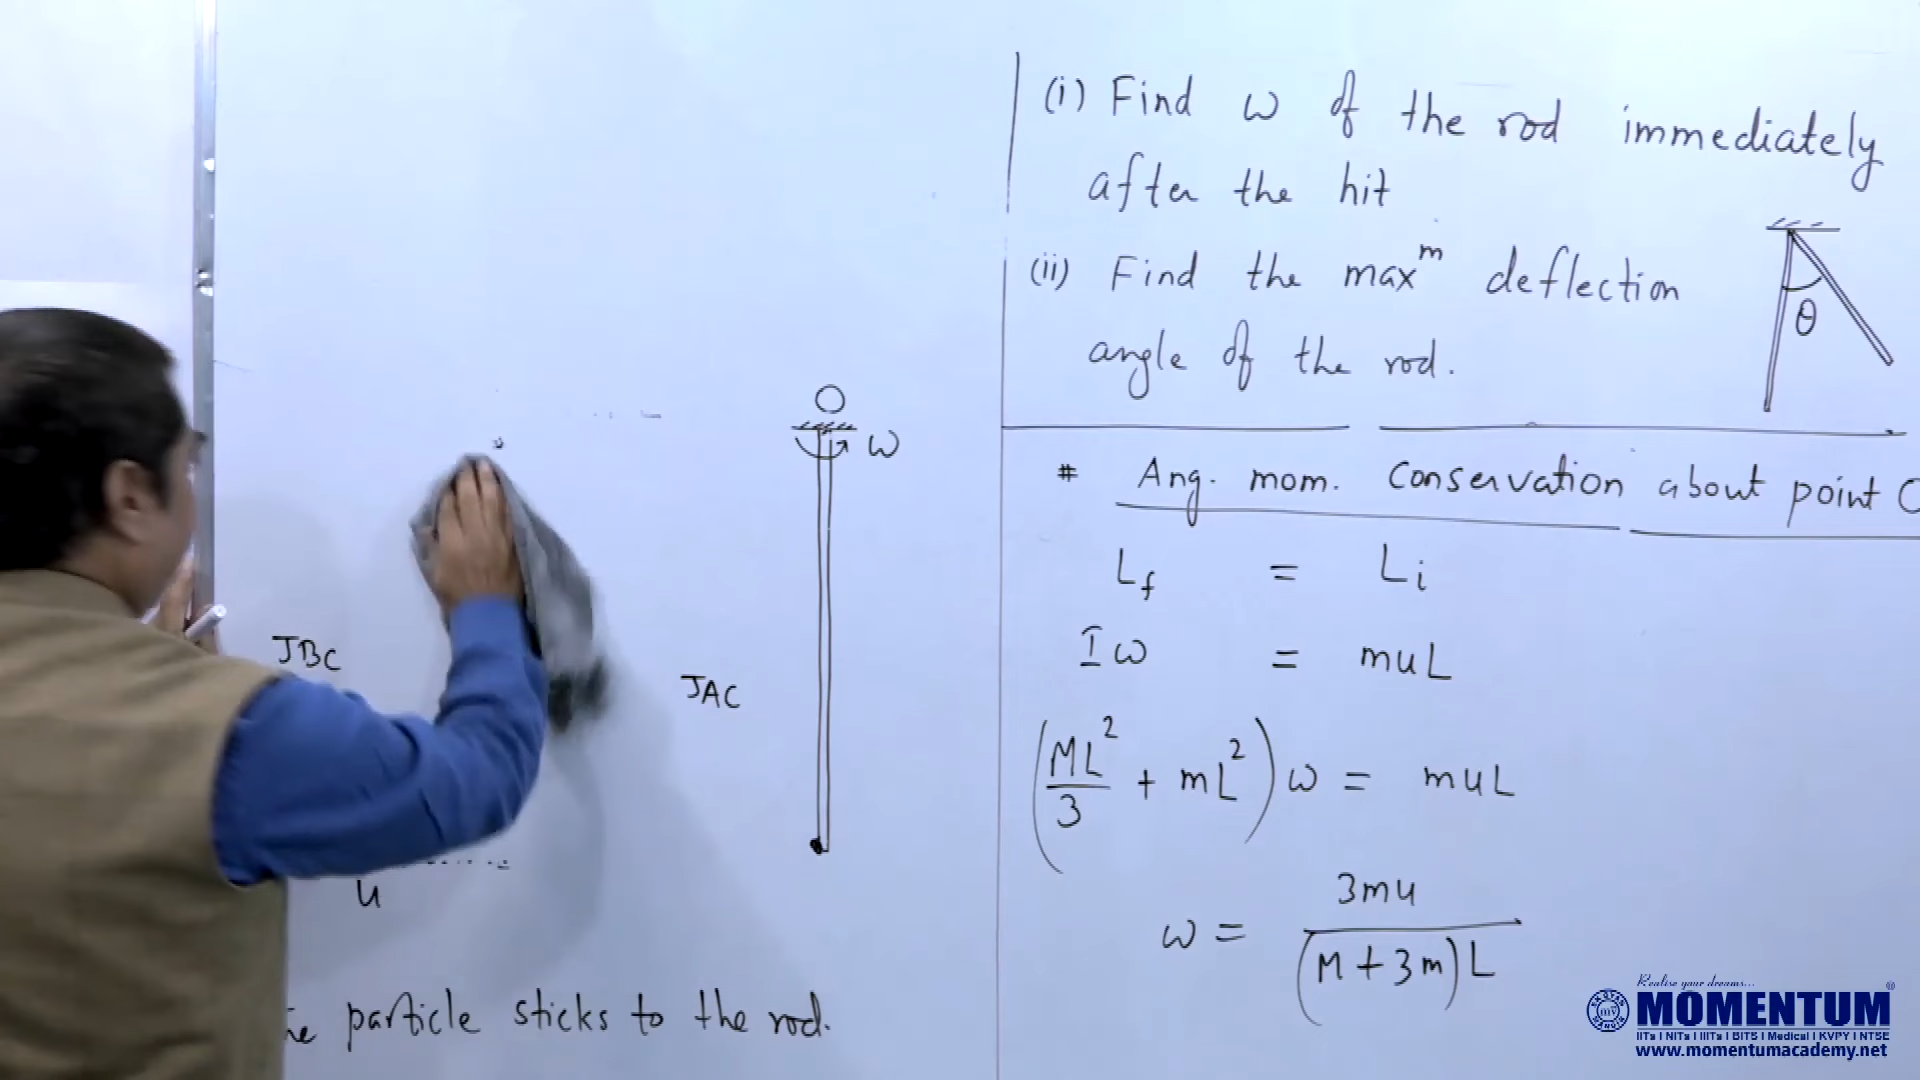 (i) Find ω of the rod immediately
after the hit
(ii) Find the maxᵐ deflection
angle of the rod.
θ
O
ω
JBC
JAC
u
particle sticks to the rod.
# Ang. mom. Conservation about point
L_f = L_i
Iω = muL
(ML²/3 + mL²)ω = muL
ω = 3mu/(M+3m)L
Realise your dreams...
MOMENTUM®
IITs | NITs | IIITs | BITS | Medical | KVPY | NTSE
www.momentumacademy.net